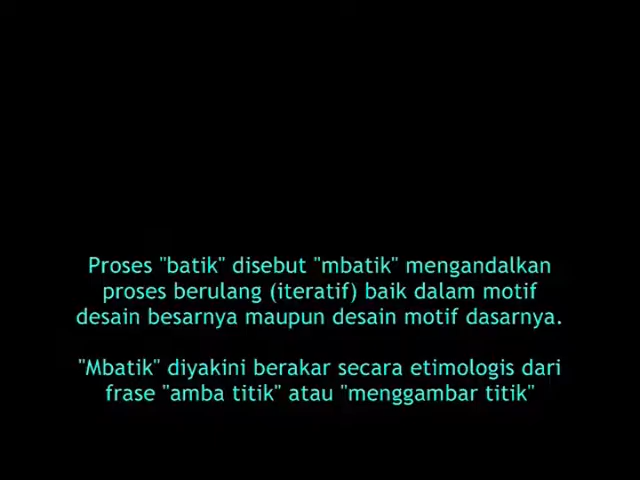 Proses "batik" disebut "mbatik" mengandalkan
proses berulang (iteratif) baik dalam motif
desain besarnya maupun desain motif dasarnya.
"Mbatik" diyakini berakar secara etimologis dari
frase "amba titik" atau "menggambar titik"